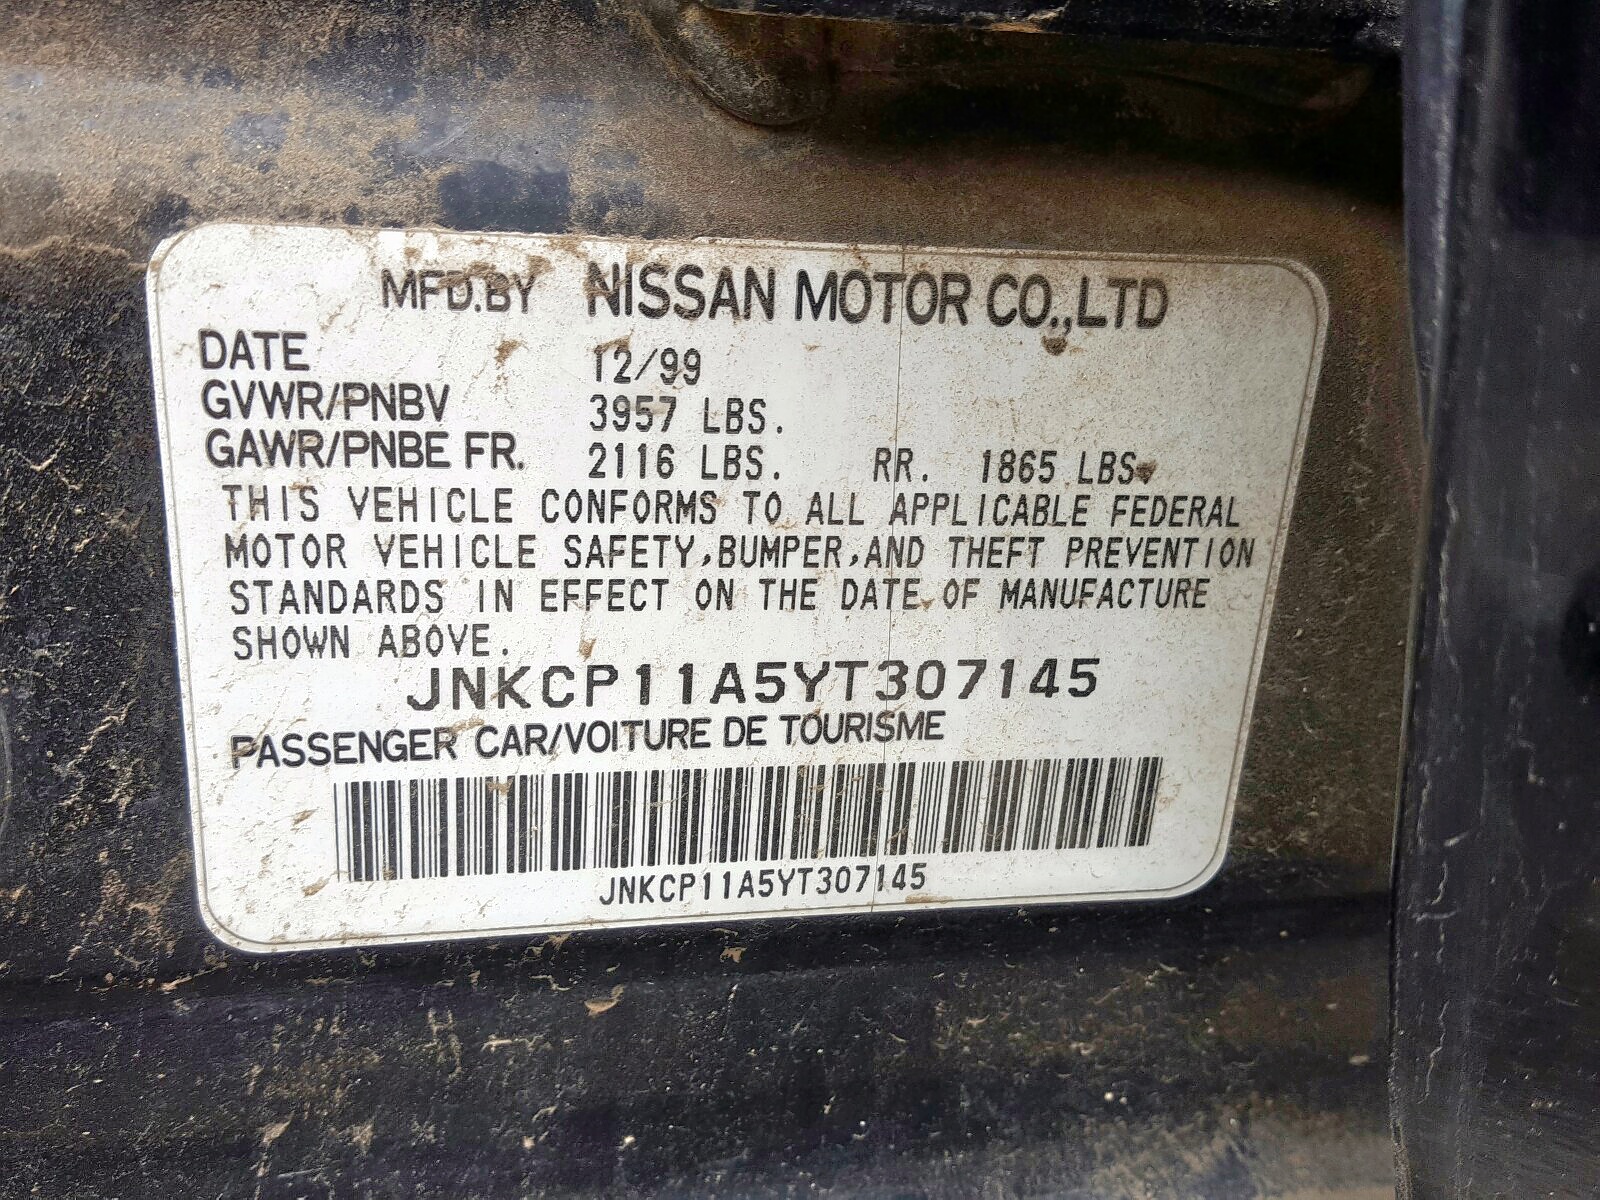 MFD.BY NISSAN MOTOR CO.,LTD
DATE 12/99
GVWR/PNBV 3957 LBS.
GAWR/PNBE FR. 2116 LBS. RR. 1865 LBS.
THIS VEHICLE CONFORMS TO ALL APPLICABLE FEDERAL
MOTOR VEHICLE SAFETY,BUMPER,AND THEFT PREVENTION
STANDARDS IN EFFECT ON THE DATE OF MANUFACTURE
SHOWN ABOVE.
JNKCP11A5YT307145
PASSENGER CAR/VOITURE DE TOURISME
JNKCP11A5YT307145